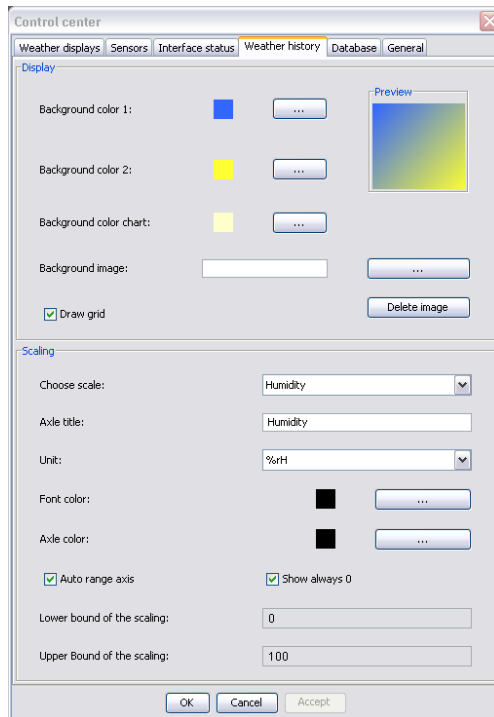 Control center
Weather displays Sensors Interface status Weather history Database General
Display
Preview
Background color 1: ...
Background color 2: ...
Background color chart: ...
Background image: ...
Draw grid Delete image
Scaling
Choose scale: Humidity
Axle title: Humidity
Unit: %rH
Font color: ...
Axle color: ...
Auto range axis Show always 0
Lower bound of the scaling: 0
Upper Bound of the scaling: 100
OK Cancel Accept